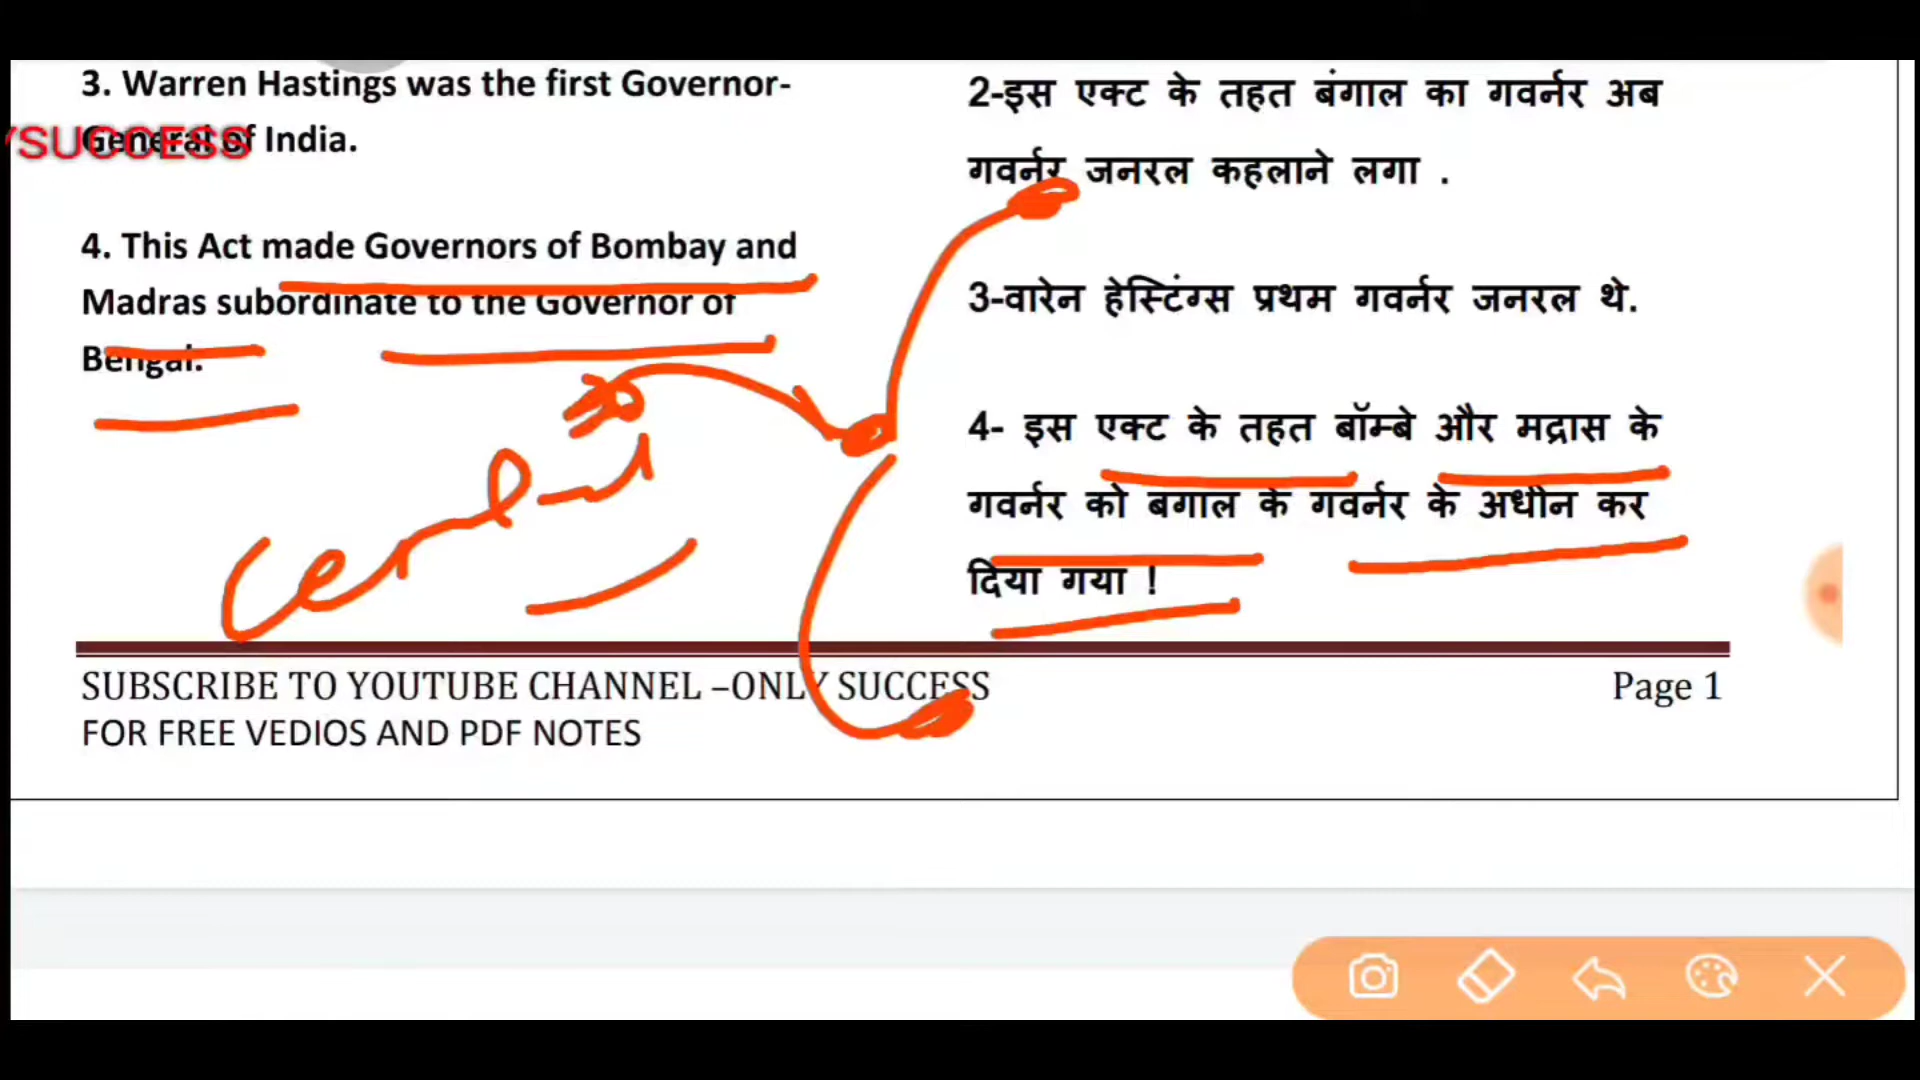 3. Warren Hastings was the first Governor-
General of India.
'SUCCESS
4. This Act made Governors of Bombay and
Madras subordinate to the Governor of
Bengal.
2-इस एक्ट के तहत बंगाल का गवर्नर अब
गवर्नर जनरल कहलाने लगा .
3-वारेन हेस्टिंग्स प्रथम गवर्नर जनरल थे.
4- इस एक्ट के तहत बॉम्बे और मद्रास के
गवर्नर को बगाल के गवर्नर के अधीन कर
दिया गया !
SUBSCRIBE TO YOUTUBE CHANNEL –ONLY SUCCESS
FOR FREE VEDIOS AND PDF NOTES
Page 1